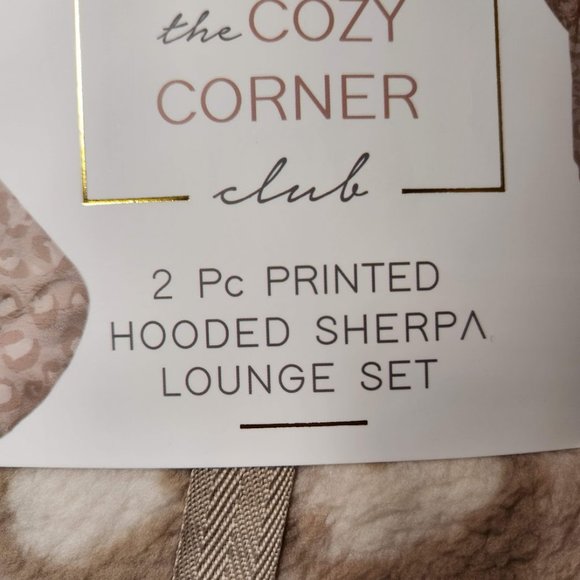 the COZY
CORNER
club
2 Pc PRINTED
HOODED SHERPA
LOUNGE SET